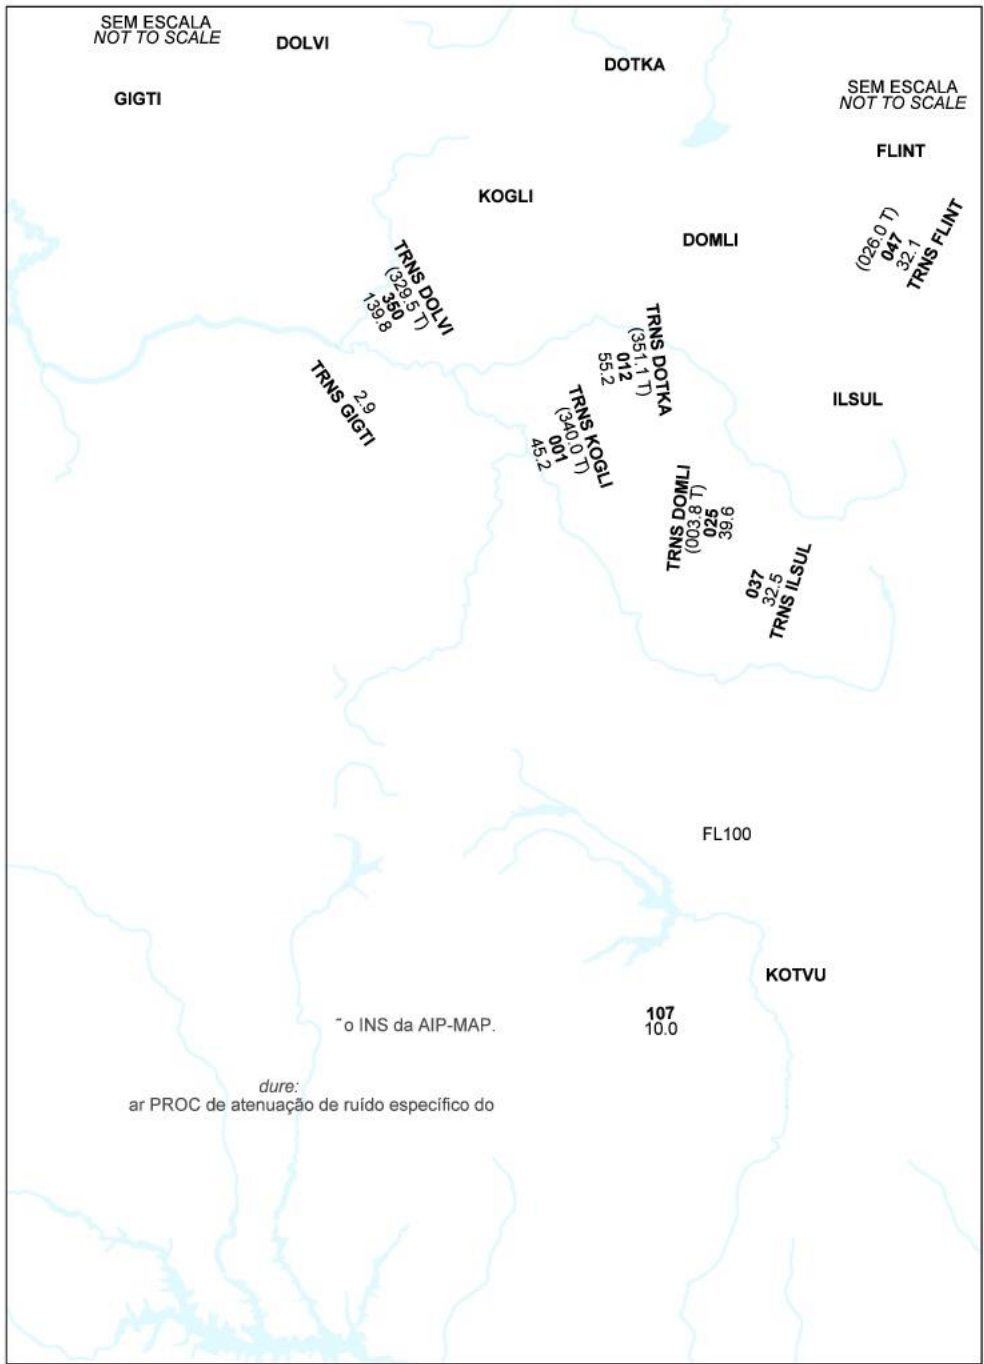 SEM ESCALA
NOT TO SCALE
DOLVI
DOTKA
GIGTI
SEM ESCALA
NOT TO SCALE
FLINT
KOGLI
DOMLI
(026.0 T)
047
32.1
TRNS FLINT
TRNS DOLVI
(329.5 T)
350
139.8
TRNS DOTKA
(351.1 T)
012
55.2
2.9
TRNS GIGTI
ILSUL
TRNS KOGLI
(340.0 T)
001
45.2
TRNS DOMLI
(003.8 T)
025
39.6
037
32.5
TRNS ILSUL
FL100
KOTVU
107
10.0
o INS da AIP-MAP.
dure:
ar PROC de atenuação de ruído específico do